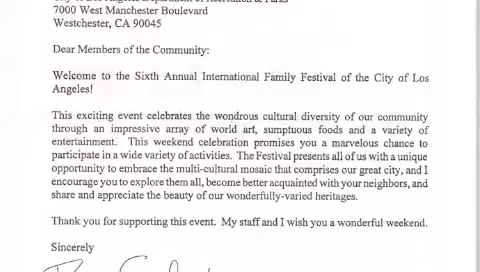 7000 West Manchester Boulevard
Westchester, CA 90045
Dear Members of the Community:
Welcome to the Sixth Annual International Family Festival of the City of Los
Angeles!
This exciting event celebrates the wondrous cultural diversity of our community
through an impressive array of world art, sumptuous foods and a variety of
entertainment. This weekend celebration promises you a marvelous chance to
participate in a wide variety of activities. The Festival presents all of us with a unique
opportunity to embrace the multi-cultural mosaic that comprises our great city, and I
encourage you to explore them all, become better acquainted with your neighbors, and
share and appreciate the beauty of our wonderfully-varied heritages.
Thank you for supporting this event. My staff and I wish you a wonderful weekend.
Sincerely